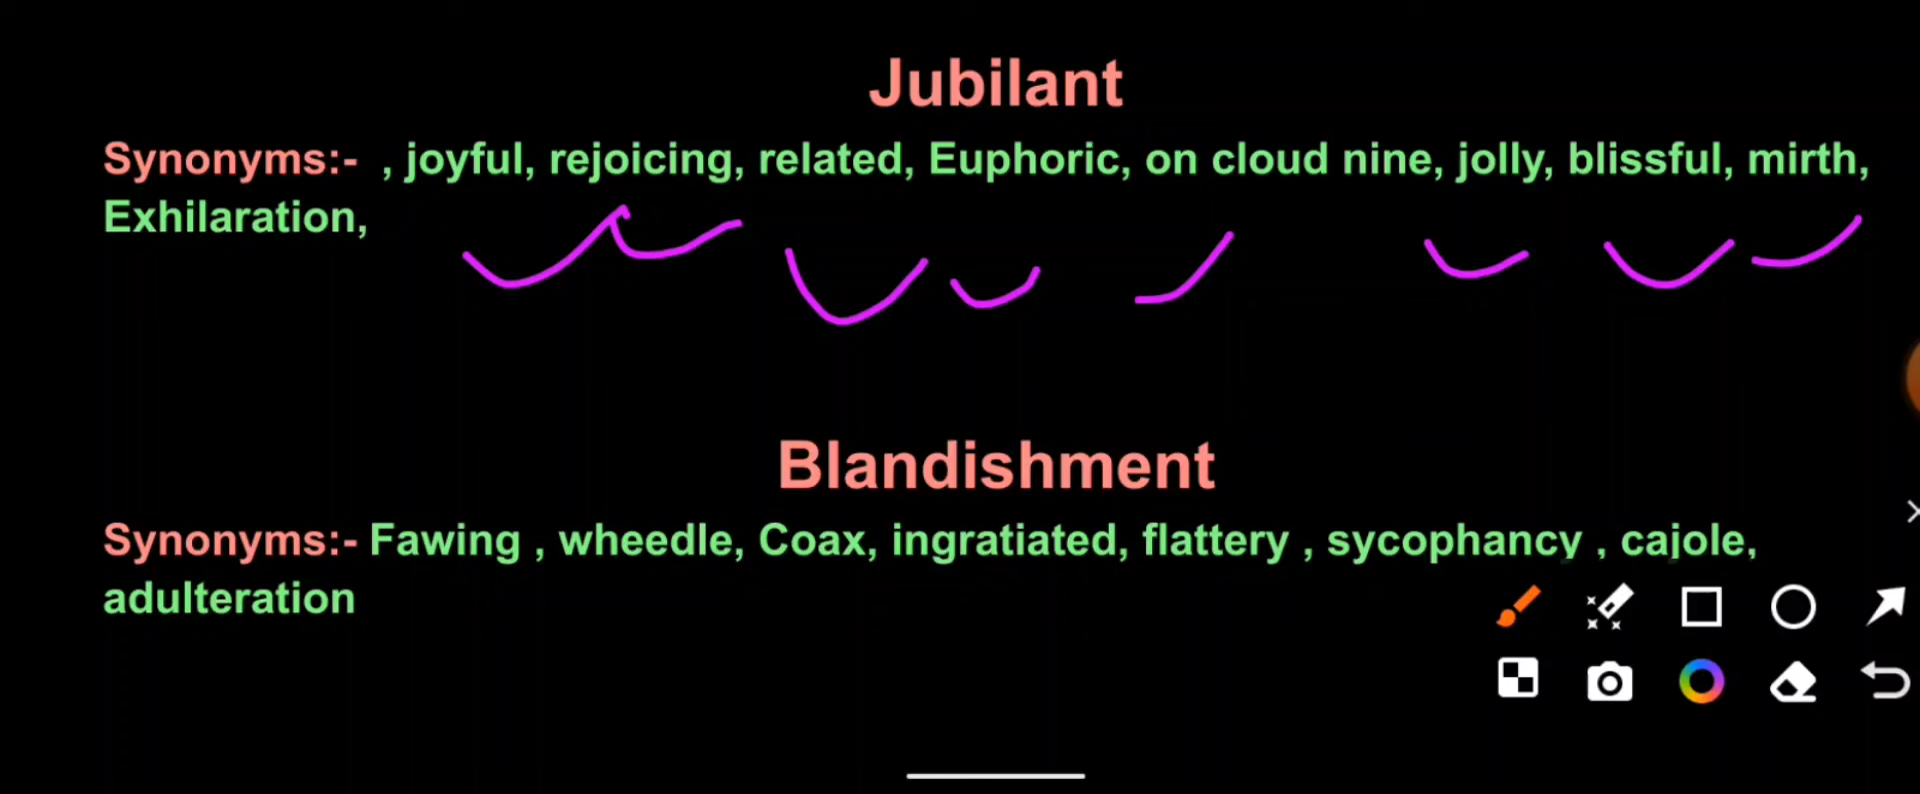 Jubilant
Synonyms:- , joyful, rejoicing, related, Euphoric, on cloud nine, jolly, blissful, mirth,
Exhilaration,
Blandishment
Synonyms:- Fawing , wheedle, Coax, ingratiated, flattery , sycophancy , cajole,
adulteration